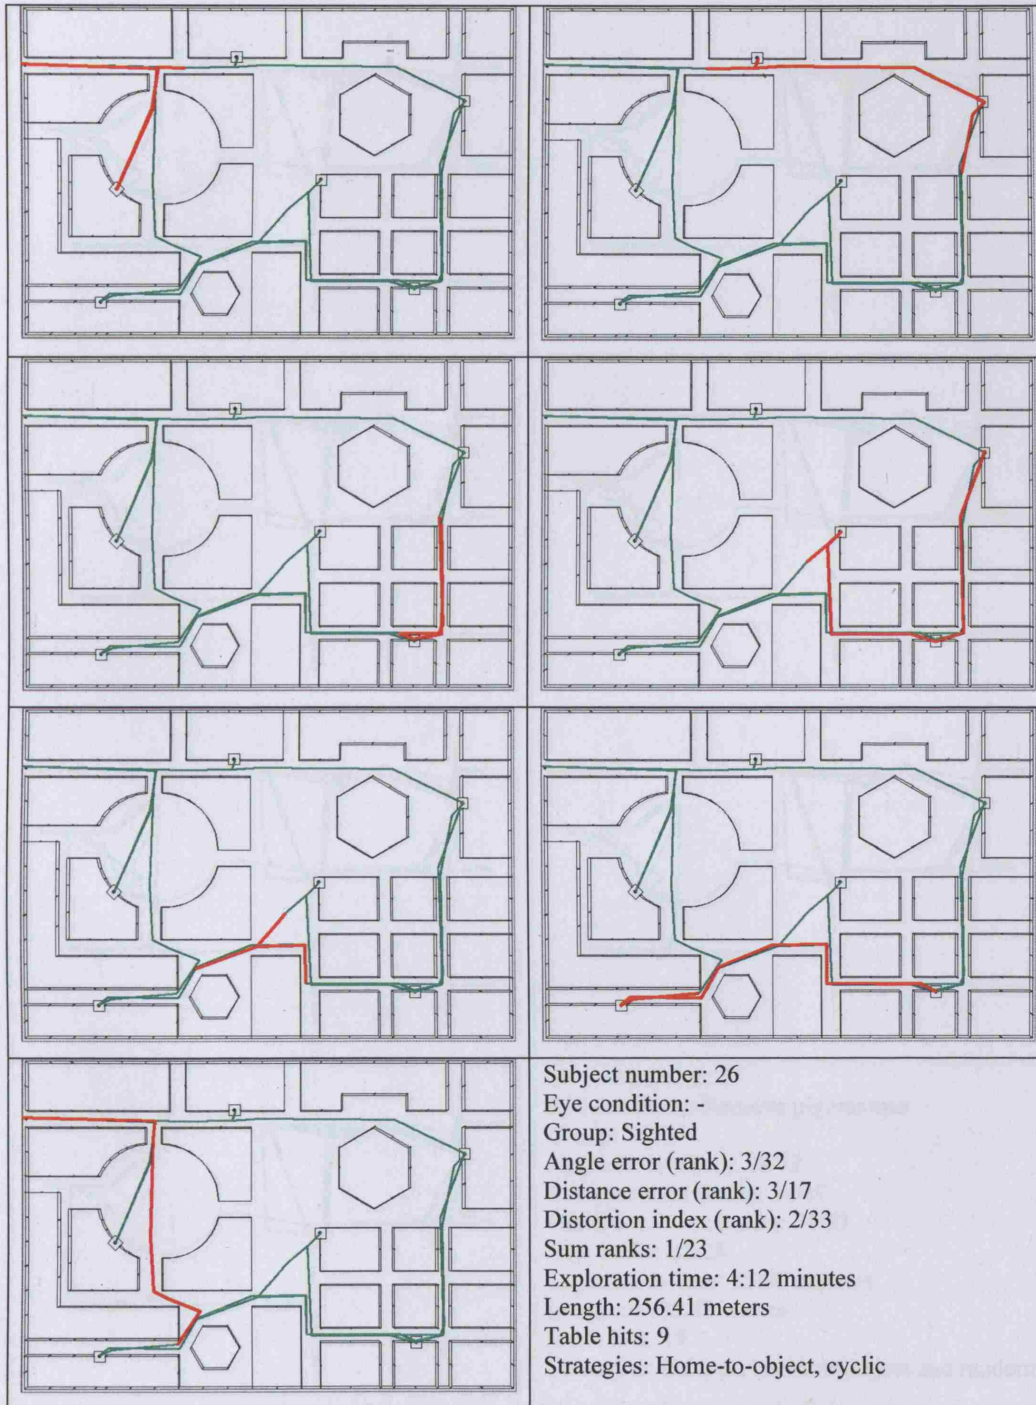 Subject number: 26
Eye condition: -
Group: Sighted
Angle error (rank): 3/32
Distance error (rank): 3/17
Distortion index (rank): 2/33
Sum ranks: 1/23
Exploration time: 4:12 minutes
Length: 256.41 meters
Table hits: 9
Strategies: Home-to-object, cyclic